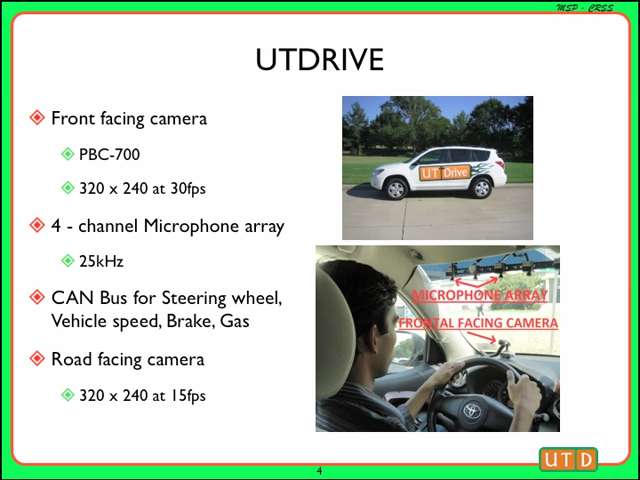 MSP - CRSS
UTDRIVE
Front facing camera
PBC-700
320 x 240 at 30fps
4 - channel Microphone array
25kHz
CAN Bus for Steering wheel,
Vehicle speed, Brake, Gas
Road facing camera
320 x 240 at 15fps
UT Drive
MICROPHONE ARRAY
FRONTAL FACING CAMERA
4
UTD